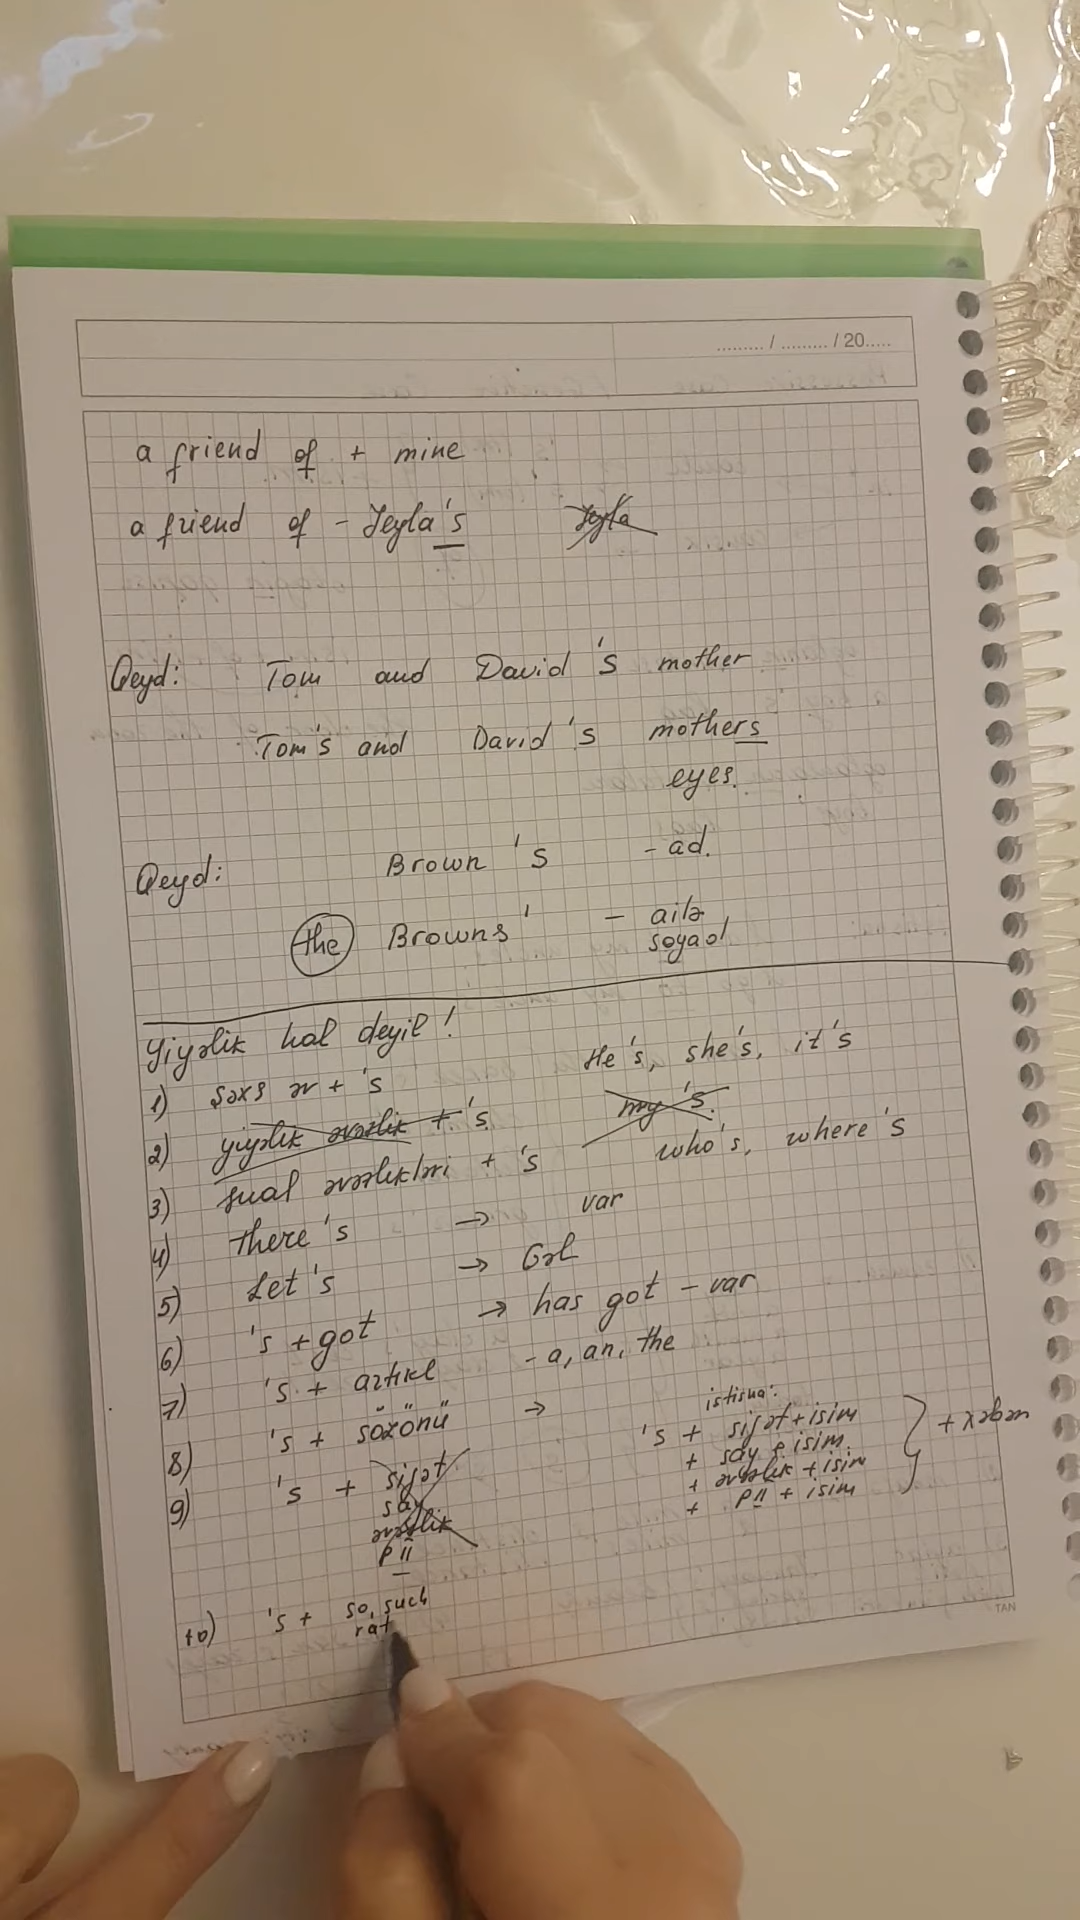 ......... / ......... / 20.....
a friend of + mine
a friend of - Leyla's Leyla
Qeyd: Tom and David 's mother
Tom's and David 's mothers
eyes.
Qeyd: Brown 's - ad.
the Browns' - ailə
soyad
Yiyəlik hal deyil!
1) Şəxs əv + 's He's, she's, it's
2) yiyəlik əvəzlik + 's. my 's.
3) sual əvəzlikləri + 's who's, where's
4) there 's → var
5) Let 's → Gəl
6) 's + got → has got - var
7) 's + artikl - a, an, the
8) 's + sözönü →
9) 's + sifət
say
əvəzlik
PII
istisna:
's + sifət + isim
+ say + isim
+ əvəzlik + isim
+ PII + isim
+ Xəbər
10) 's + so, such
rat
TAN